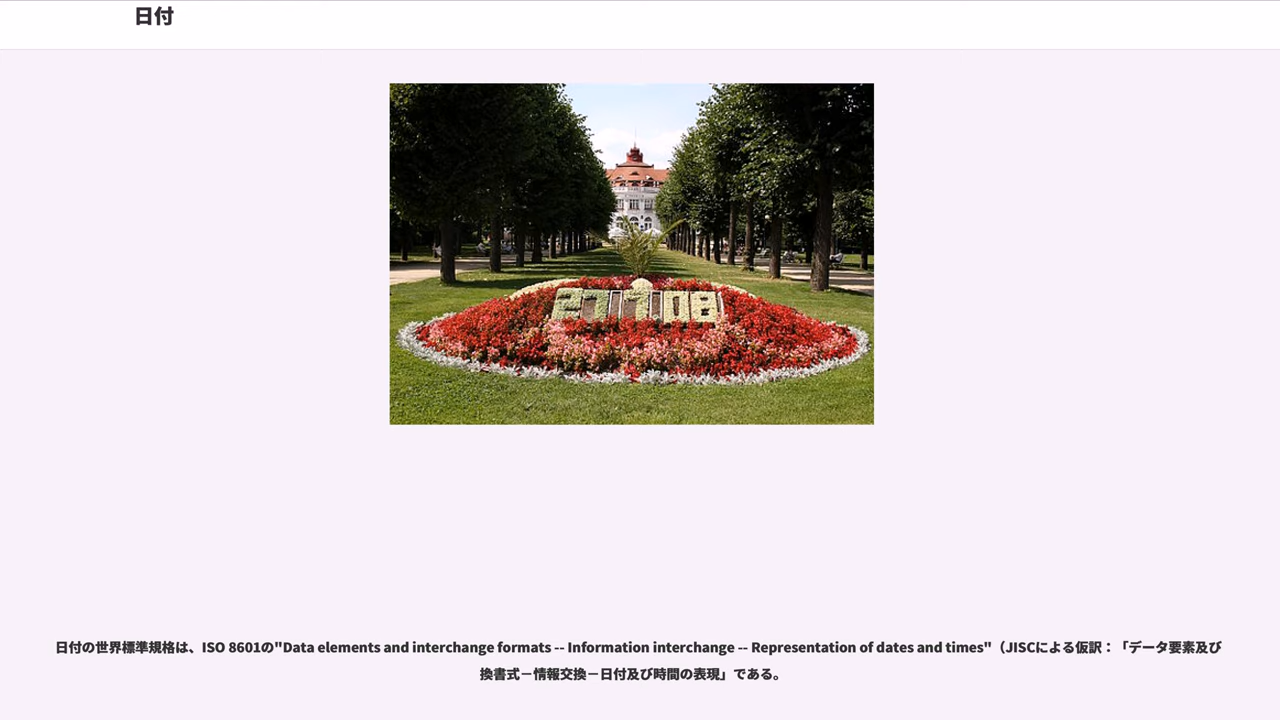 日付
27 7 08
日付の世界標準規格は、ISO 8601の"Data elements and interchange formats -- Information interchange -- Representation of dates and times"（JISCによる仮訳：「データ要素及び
換書式－情報交換－日付及び時間の表現」である。